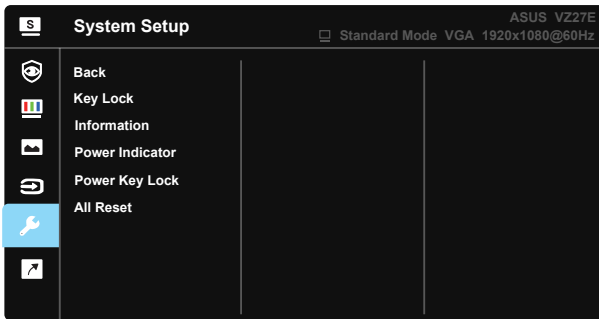 S
System Setup
ASUS VZ27E
Standard Mode VGA 1920x1080@60Hz
Back
Key Lock
Information
Power Indicator
Power Key Lock
All Reset